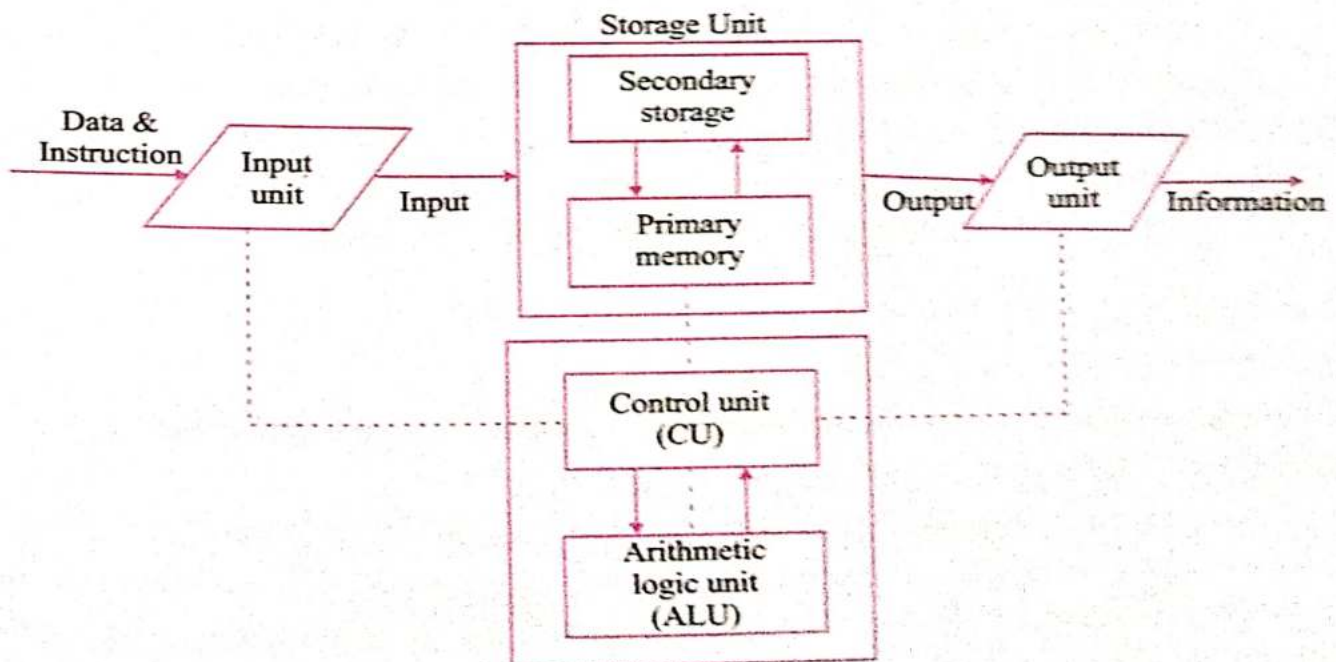 Storage Unit
Secondary
storage
Data &
Instruction
Input
unit
Input
Primary
memory
Output
Output
unit
Information
Control unit
(CU)
Arithmetic
logic unit
(ALU)